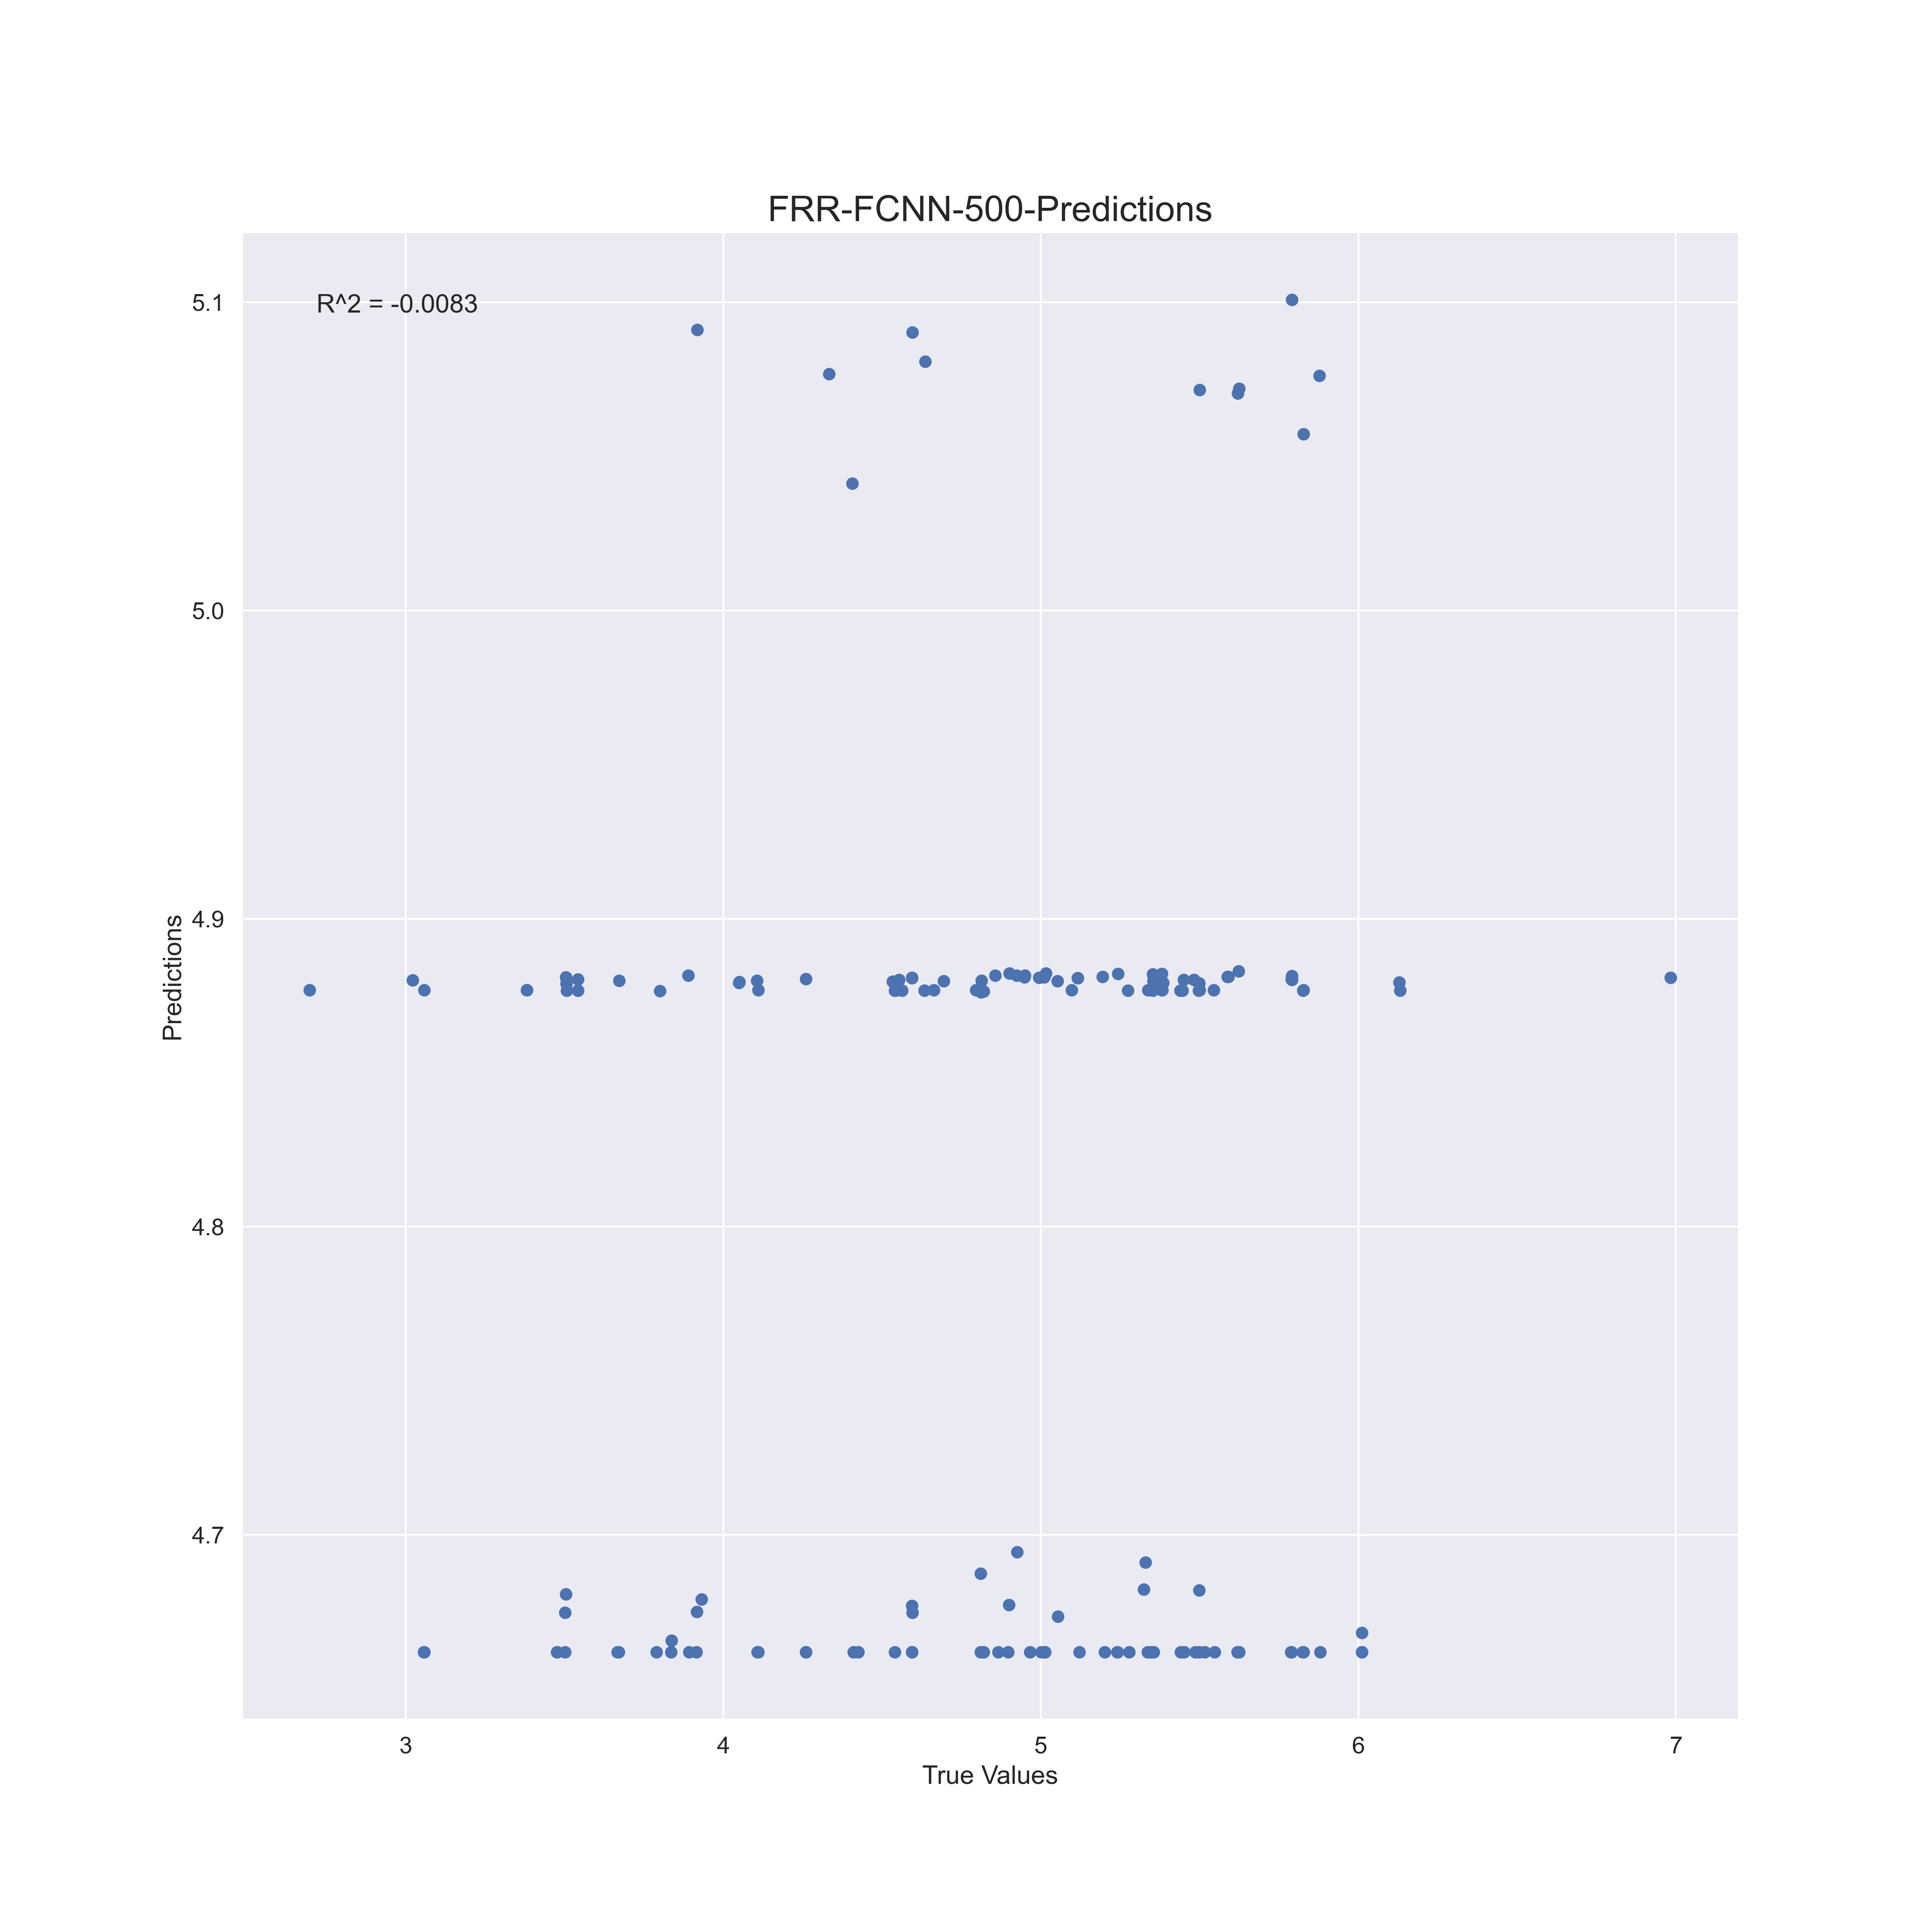 FRR-FCNN-500-Predictions
R^2 = -0.0083
5.1
5.0
4.9
4.8
4.7
Predictions
3 4 5 6 7
True Values